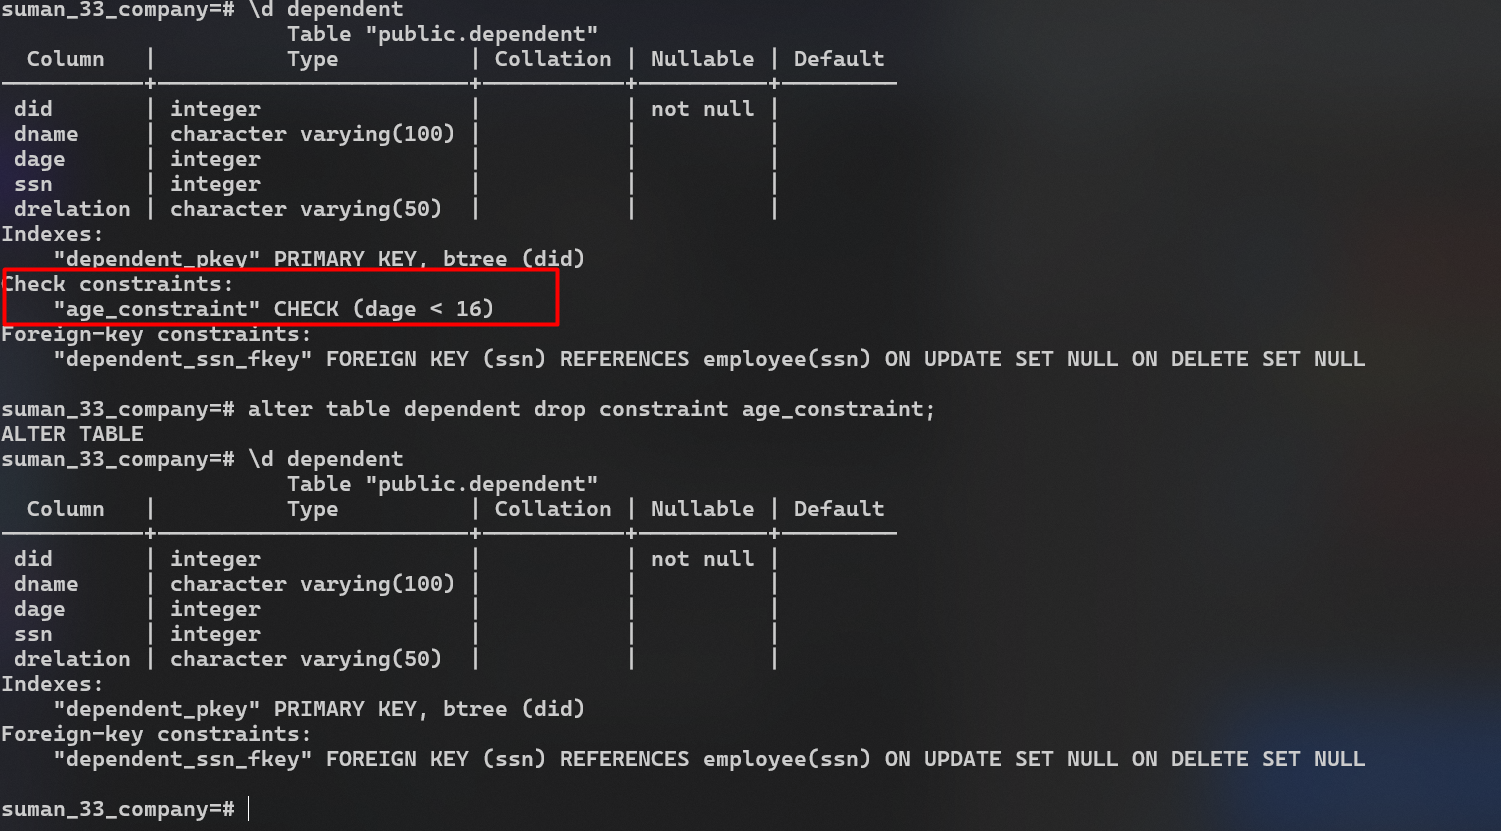 suman_33_company=# \d dependent
                      Table "public.dependent"
  Column   |          Type          | Collation | Nullable | Default
-----------+------------------------+-----------+----------+---------
 did       | integer                |           | not null |
 dname     | character varying(100) |           |          |
 dage      | integer                |           |          |
 ssn       | integer                |           |          |
 drelation | character varying(50)  |           |          |
Indexes:
    "dependent_pkey" PRIMARY KEY, btree (did)
Check constraints:
    "age_constraint" CHECK (dage < 16)
Foreign-key constraints:
    "dependent_ssn_fkey" FOREIGN KEY (ssn) REFERENCES employee(ssn) ON UPDATE SET NULL ON DELETE SET NULL

suman_33_company=# alter table dependent drop constraint age_constraint;
ALTER TABLE
suman_33_company=# \d dependent
                      Table "public.dependent"
  Column   |          Type          | Collation | Nullable | Default
-----------+------------------------+-----------+----------+---------
 did       | integer                |           | not null |
 dname     | character varying(100) |           |          |
 dage      | integer                |           |          |
 ssn       | integer                |           |          |
 drelation | character varying(50)  |           |          |
Indexes:
    "dependent_pkey" PRIMARY KEY, btree (did)
Foreign-key constraints:
    "dependent_ssn_fkey" FOREIGN KEY (ssn) REFERENCES employee(ssn) ON UPDATE SET NULL ON DELETE SET NULL

suman_33_company=#